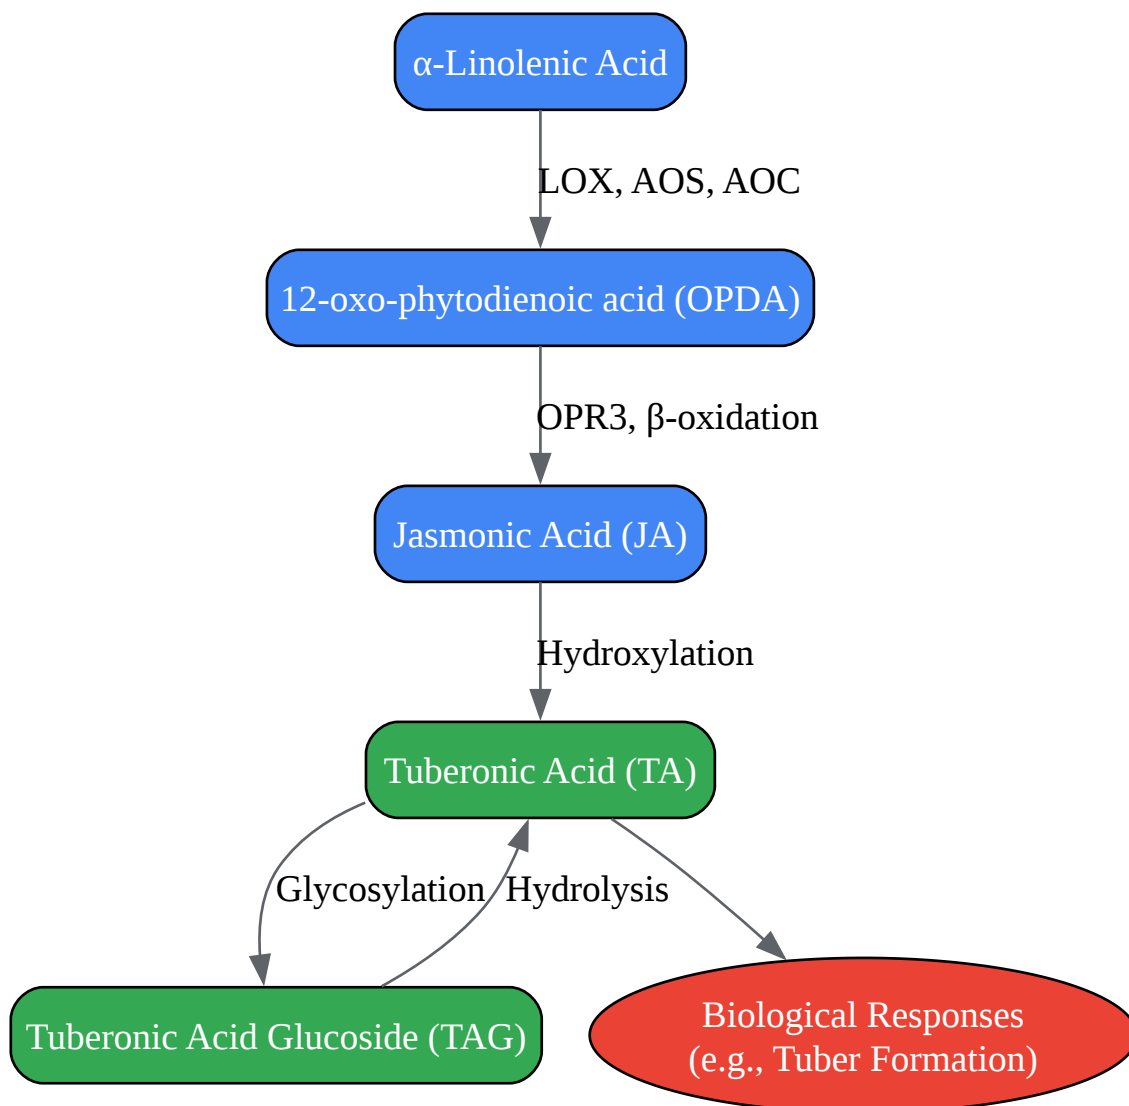 α-Linolenic Acid
LOX, AOS, AOC
12-oxo-phytodienoic acid (OPDA)
OPR3, β-oxidation
Jasmonic Acid (JA)
Hydroxylation
Tuberonic Acid (TA)
Glycosylation
Hydrolysis
Tuberonic Acid Glucoside (TAG)
Biological Responses
(e.g., Tuber Formation)